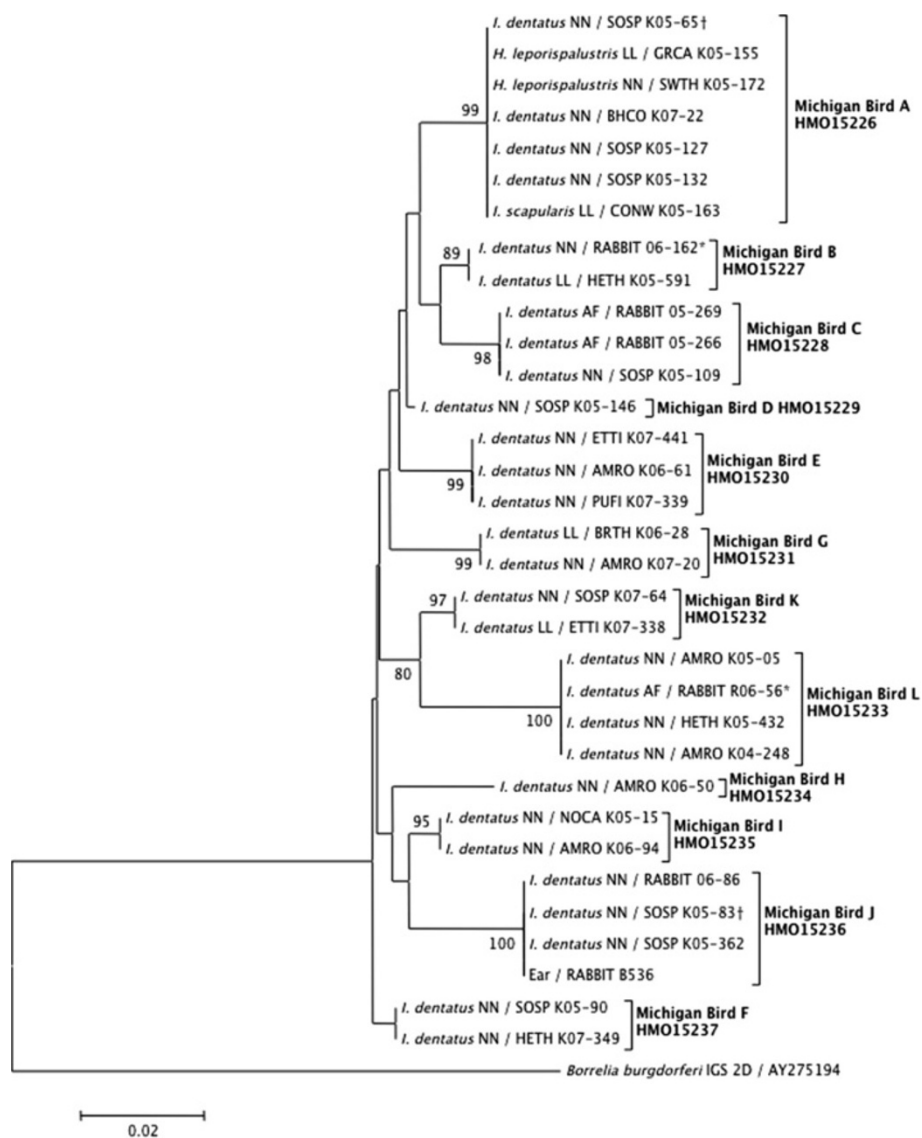 I. dentatus NN / SOSP K05-65†
H. leporispalustris LL / GRCA K05-155
H. leporispalustris NN / SWTH K05-172
I. dentatus NN / BHCO K07-22
I. dentatus NN / SOSP K05-127
I. dentatus NN / SOSP K05-132
I. scapularis LL / CONW K05-163
99
Michigan Bird A
HMO15226
I. dentatus NN / RABBIT 06-162*
I. dentatus LL / HETH K05-591
89
Michigan Bird B
HMO15227
I. dentatus AF / RABBIT 05-269
I. dentatus AF / RABBIT 05-266
I. dentatus NN / SOSP K05-109
98
Michigan Bird C
HMO15228
I. dentatus NN / SOSP K05-146
Michigan Bird D HMO15229
I. dentatus NN / ETTI K07-441
I. dentatus NN / AMRO K06-61
I. dentatus NN / PUFI K07-339
99
Michigan Bird E
HMO15230
I. dentatus LL / BRTH K06-28
I. dentatus NN / AMRO K07-20
99
Michigan Bird G
HMO15231
I. dentatus NN / SOSP K07-64
I. dentatus LL / ETTI K07-338
97
Michigan Bird K
HMO15232
80
I. dentatus NN / AMRO K05-05
I. dentatus AF / RABBIT R06-56*
I. dentatus NN / HETH K05-432
I. dentatus NN / AMRO K04-248
100
Michigan Bird L
HMO15233
I. dentatus NN / AMRO K06-50
Michigan Bird H
HMO15234
I. dentatus NN / NOCA K05-15
I. dentatus NN / AMRO K06-94
95
Michigan Bird I
HMO15235
I. dentatus NN / RABBIT 06-86
I. dentatus NN / SOSP K05-83†
I. dentatus NN / SOSP K05-362
Ear / RABBIT B536
100
Michigan Bird J
HMO15236
I. dentatus NN / SOSP K05-90
I. dentatus NN / HETH K07-349
Michigan Bird F
HMO15237
Borrelia burgdorferi IGS 2D / AY275194
0.02